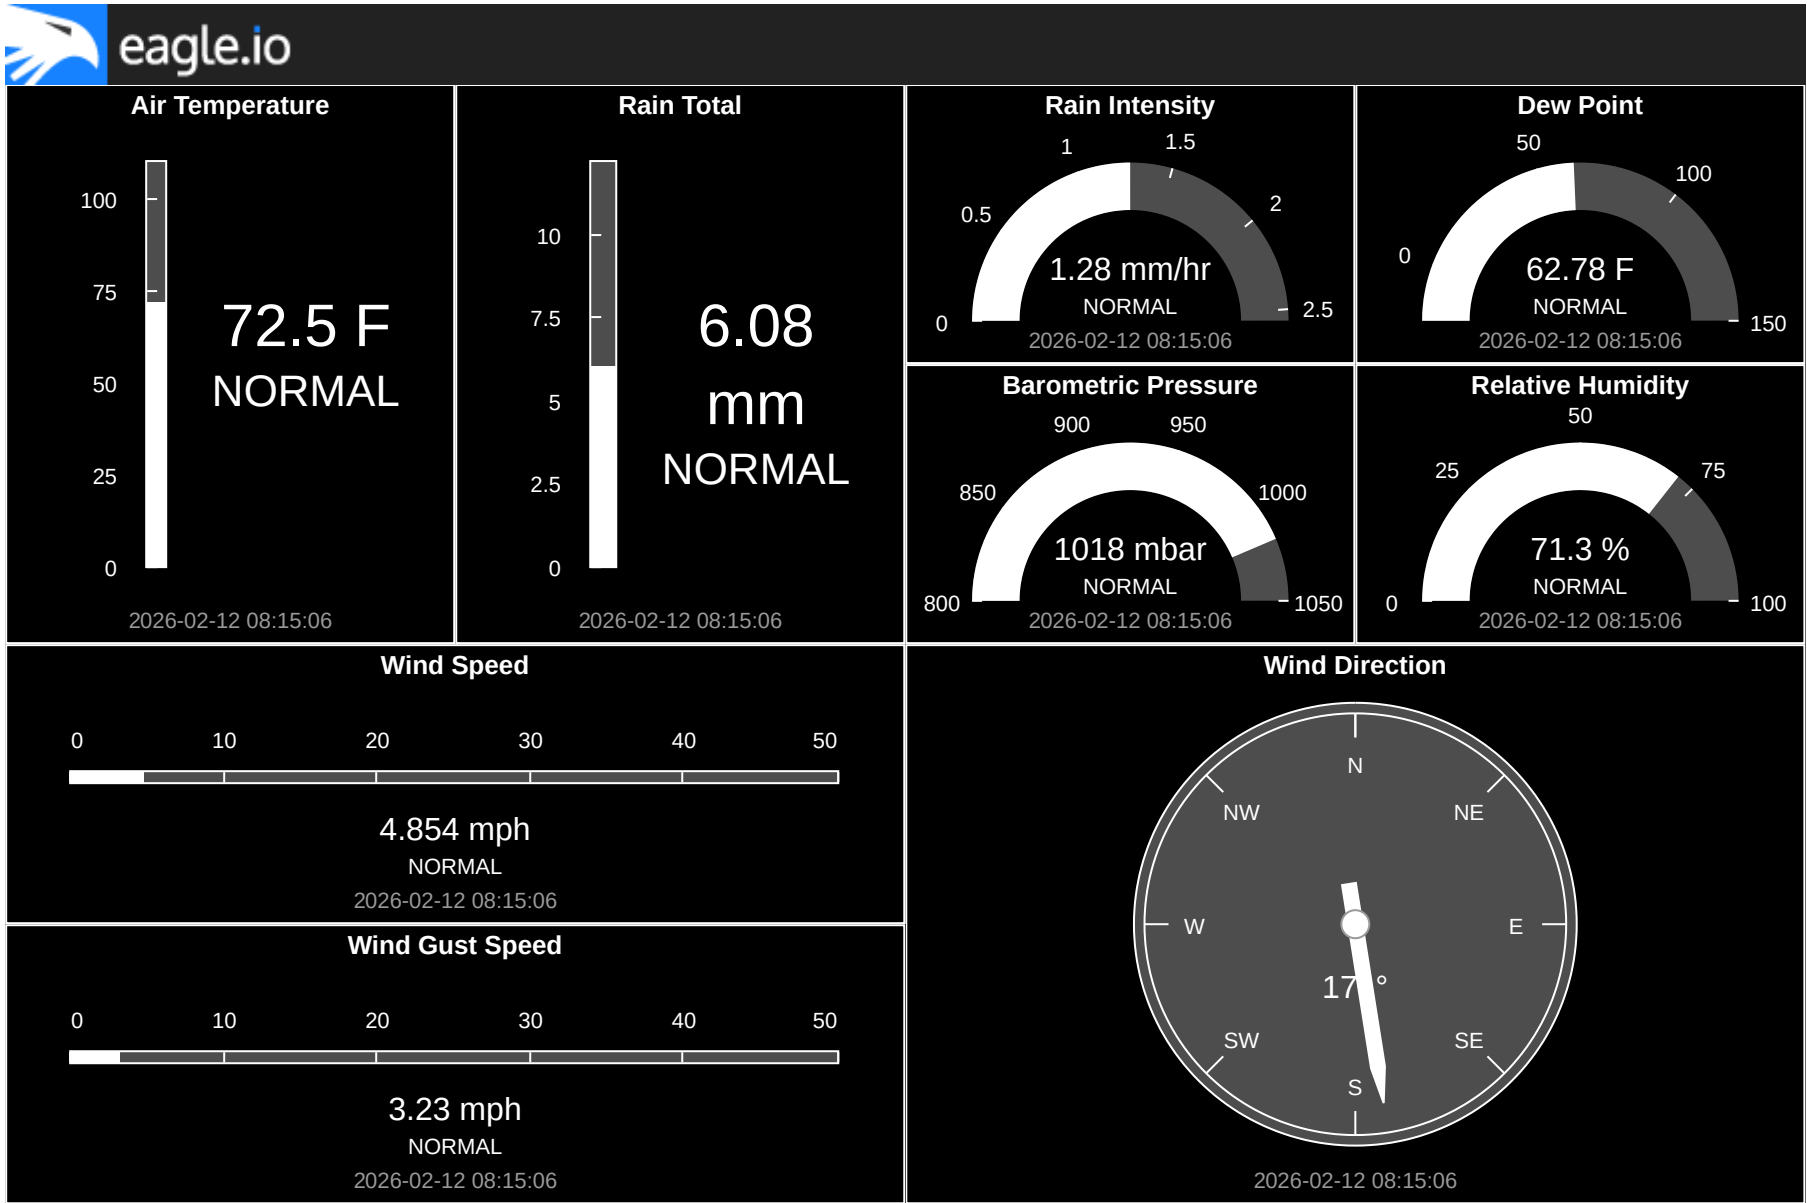 eagle.io
Air Temperature
100
75
50
25
0
72.5 F
NORMAL
2026-02-12 08:15:06
Rain Total
10
7.5
5
2.5
0
6.08
mm
NORMAL
2026-02-12 08:15:06
Rain Intensity
0
0.5
1
1.5
2
2.5
1.28 mm/hr
NORMAL
2026-02-12 08:15:06
Dew Point
0
50
100
150
62.78 F
NORMAL
2026-02-12 08:15:06
Barometric Pressure
800
850
900
950
1000
1050
1018 mbar
NORMAL
2026-02-12 08:15:06
Relative Humidity
0
25
50
75
100
71.3 %
NORMAL
2026-02-12 08:15:06
Wind Speed
0 10 20 30 40 50
4.854 mph
NORMAL
2026-02-12 08:15:06
Wind Gust Speed
0 10 20 30 40 50
3.23 mph
NORMAL
2026-02-12 08:15:06
Wind Direction
N
NW NE
W E
SW SE
S
2026-02-12 08:15:06